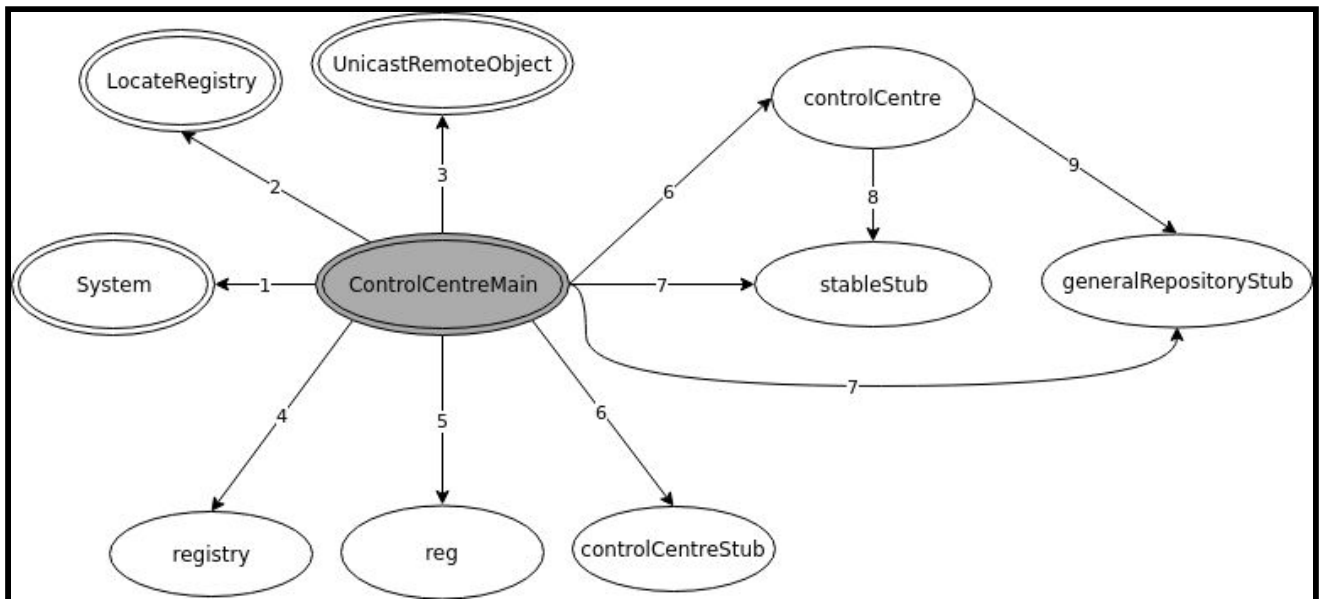 UnicastRemoteObject
LocateRegistry
controlCentre
9
3
2
6
8
System
1
ControlCentreMain
7
stableStub
generalRepositoryStub
7
4
5
6
registry
reg
controlCentreStub